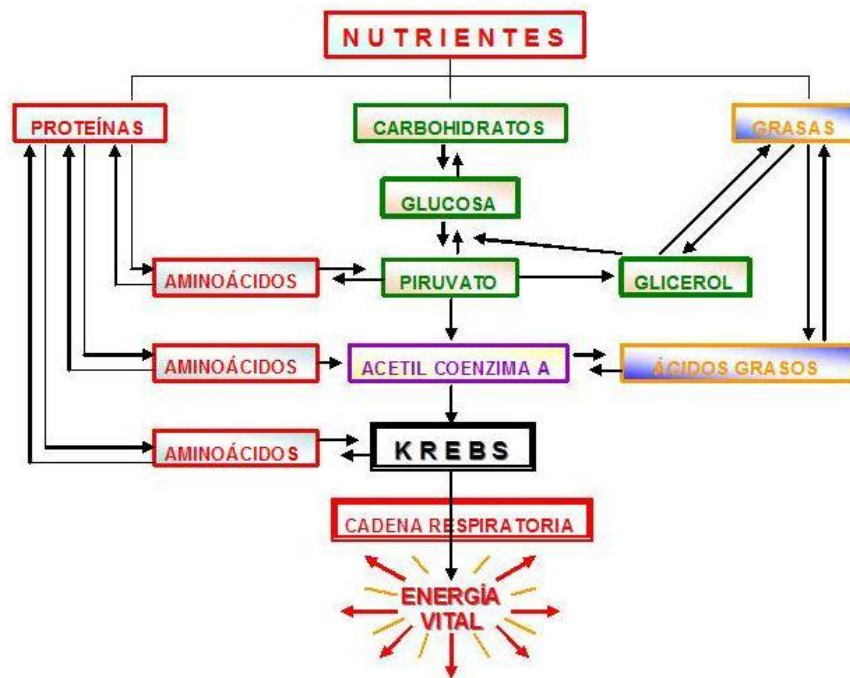 NUTRIENTES
PROTEÍNAS
CARBOHIDRATOS
GRASAS
GLUCOSA
AMINOÁCIDOS
PIRUVATO
GLICEROL
AMINOÁCIDOS
ACETIL COENZIMA A
ÁCIDOS GRASOS
AMINOÁCIDOS
KREBS
CADENA RESPIRATORIA
ENERGÍA
VITAL